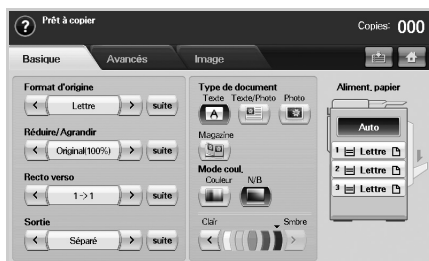 Prêt à copier
Copies: 000
Basique
Avancés
Image
Format d'origine
Lettre
suite
Réduire/Agrandir
Original(100%)
suite
Recto verso
1->1
suite
Sortie
Séparé
suite
Type de document
Texte Texte/Photo Photo
A
Magazine
Mode coul.
Couleur N/B
Clair Smbre
Aliment. papier
Auto
1 Lettre
2 Lettre
3 Lettre